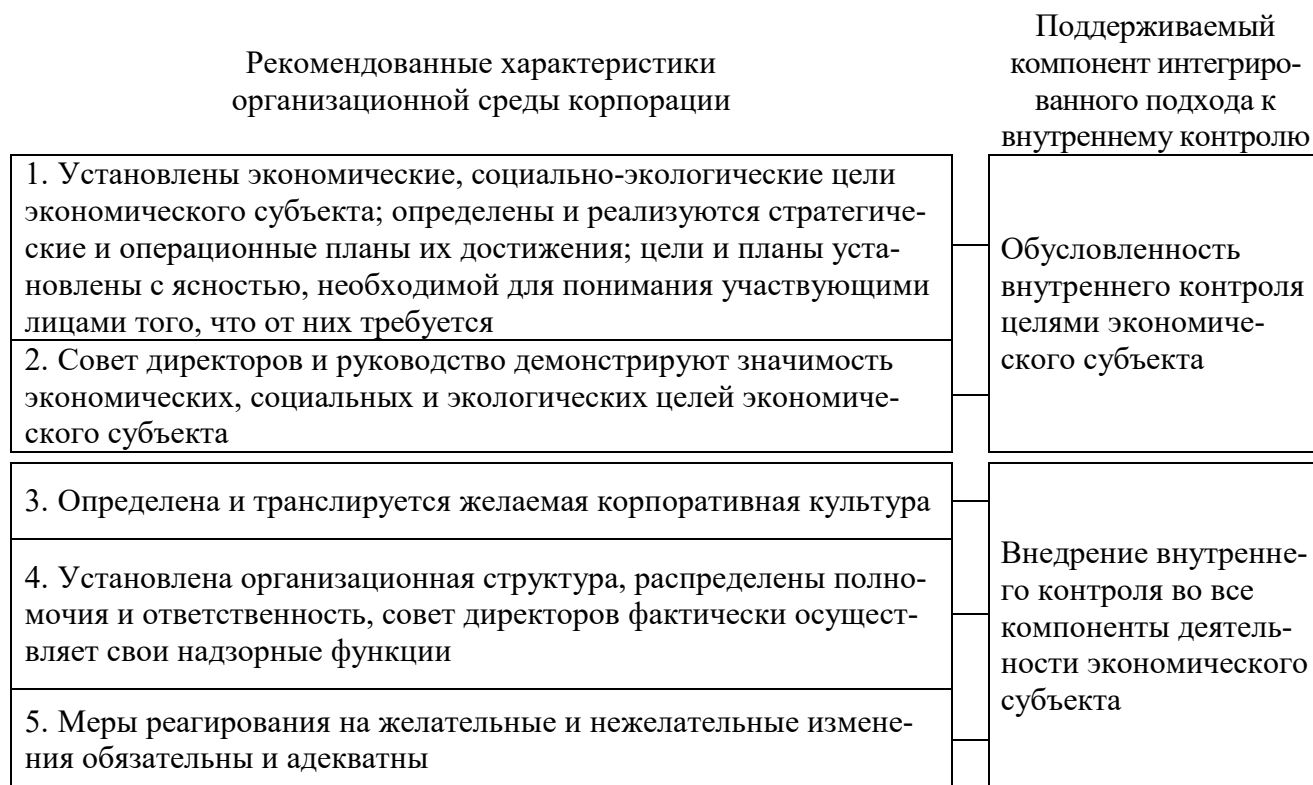 Рекомендованные характеристики
организационной среды корпорации
Поддерживаемый
компонент интегриро-
ванного подхода к
внутреннему контролю
1. Установлены экономические, социально-экологические цели
экономического субъекта; определены и реализуются стратегиче-
ские и операционные планы их достижения; цели и планы уста-
новлены с ясностью, необходимой для понимания участвующими
лицами того, что от них требуется
2. Совет директоров и руководство демонстрируют значимость
экономических, социальных и экологических целей экономиче-
ского субъекта
Обусловленность
внутреннего контроля
целями экономиче-
ского субъекта
3. Определена и транслируется желаемая корпоративная культура
4. Установлена организационная структура, распределены полно-
мочия и ответственность, совет директоров фактически осущест-
вляет свои надзорные функции
5. Меры реагирования на желательные и нежелательные измене-
ния обязательны и адекватны
Внедрение внутренне-
го контроля во все
компоненты деятель-
ности экономического
субъекта